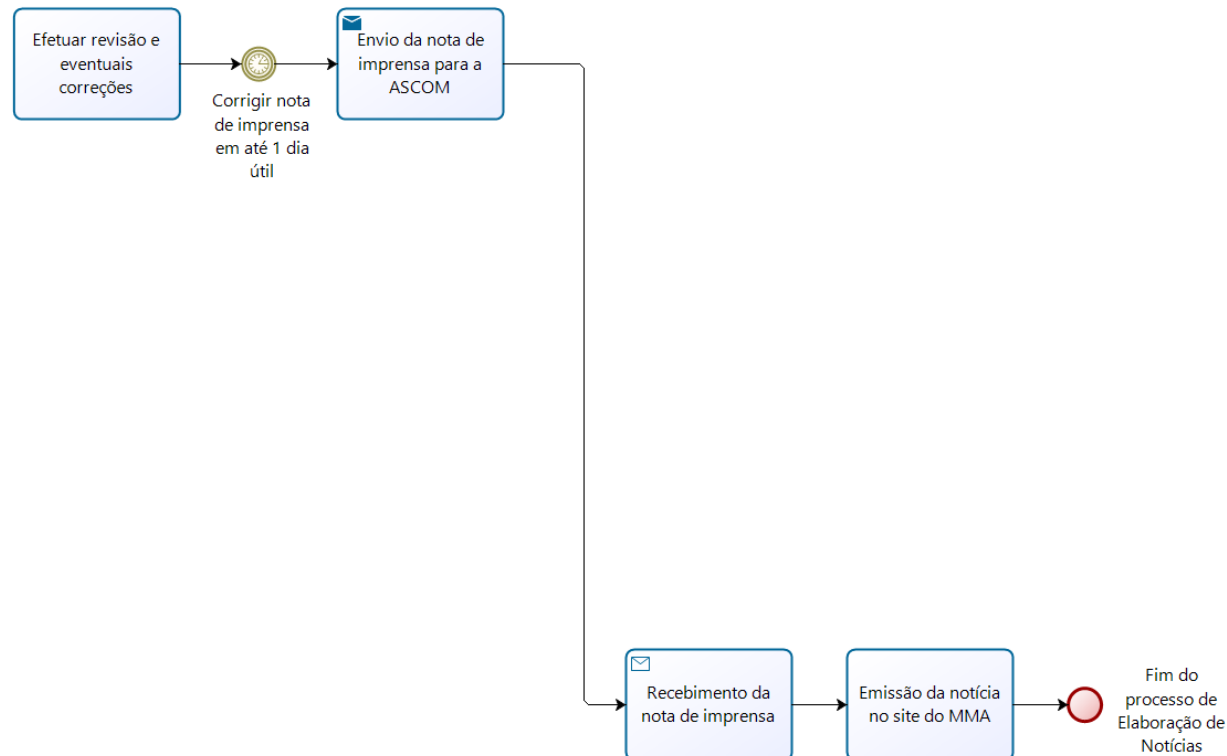 Efetuar revisão e
eventuais
correções
Corrigir nota
de imprensa
em até 1 dia
útil
Envio da nota de
imprensa para a
ASCOM
Recebimento da
nota de imprensa
Emissão da notícia
no site do MMA
Fim do
processo de
Elaboração de
Notícias